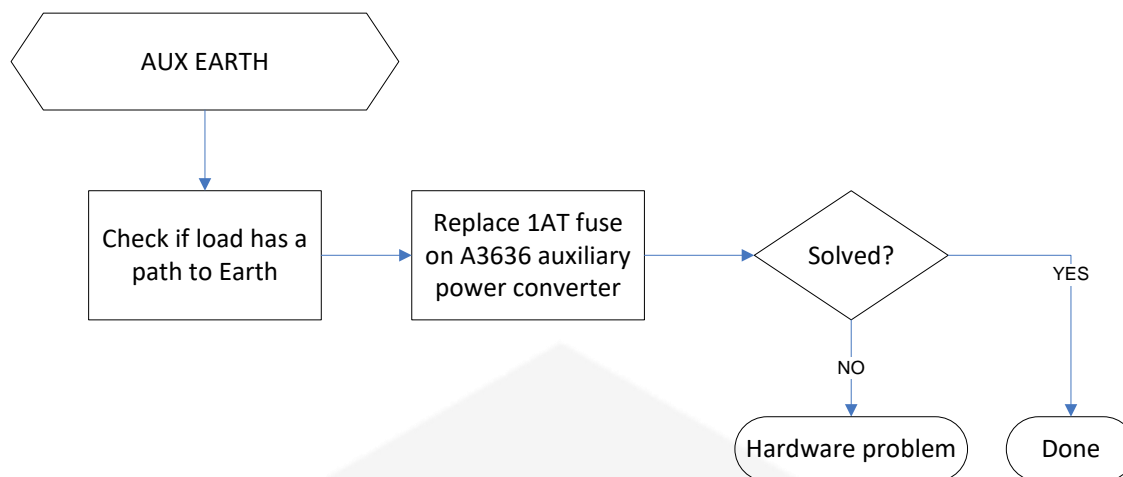 AUX EARTH
Check if load has a
path to Earth
Replace 1AT fuse
on A3636 auxiliary
power converter
Solved?
YES
NO
Hardware problem
Done